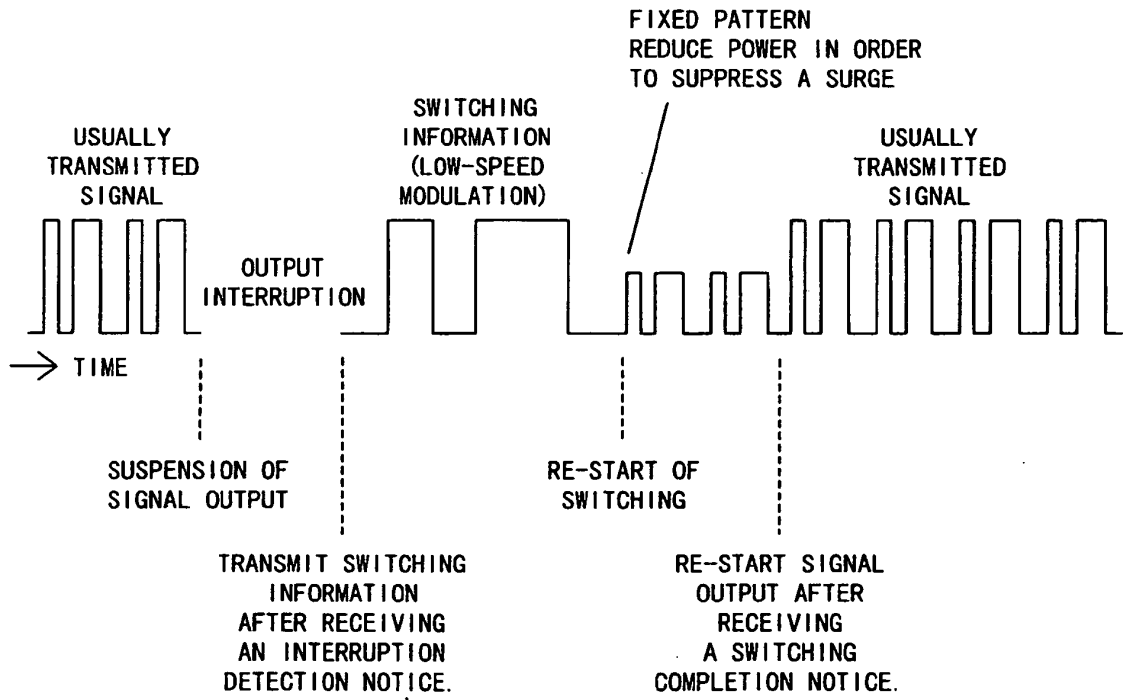 FIXED PATTERN
REDUCE POWER IN ORDER
TO SUPPRESS A SURGE
SWITCHING
INFORMATION
(LOW-SPEED
MODULATION)
USUALLY
TRANSMITTED
SIGNAL
USUALLY
TRANSMITTED
SIGNAL
OUTPUT
INTERRUPTION
TIME
SUSPENSION OF
SIGNAL OUTPUT
RE-START OF
SWITCHING
TRANSMIT SWITCHING
INFORMATION
AFTER RECEIVING
AN INTERRUPTION
DETECTION NOTICE.
RE-START SIGNAL
OUTPUT AFTER
RECEIVING
A SWITCHING
COMPLETION NOTICE.